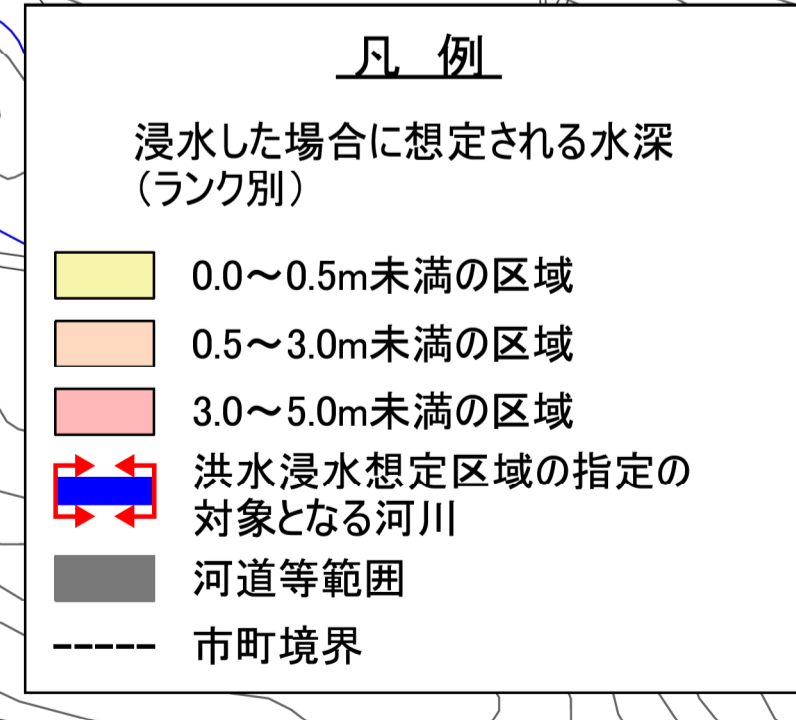 凡 例
浸水した場合に想定される水深
（ランク別）
0.0～0.5m未満の区域
0.5～3.0m未満の区域
3.0～5.0m未満の区域
洪水浸水想定区域の指定の
対象となる河川
河道等範囲
市町境界